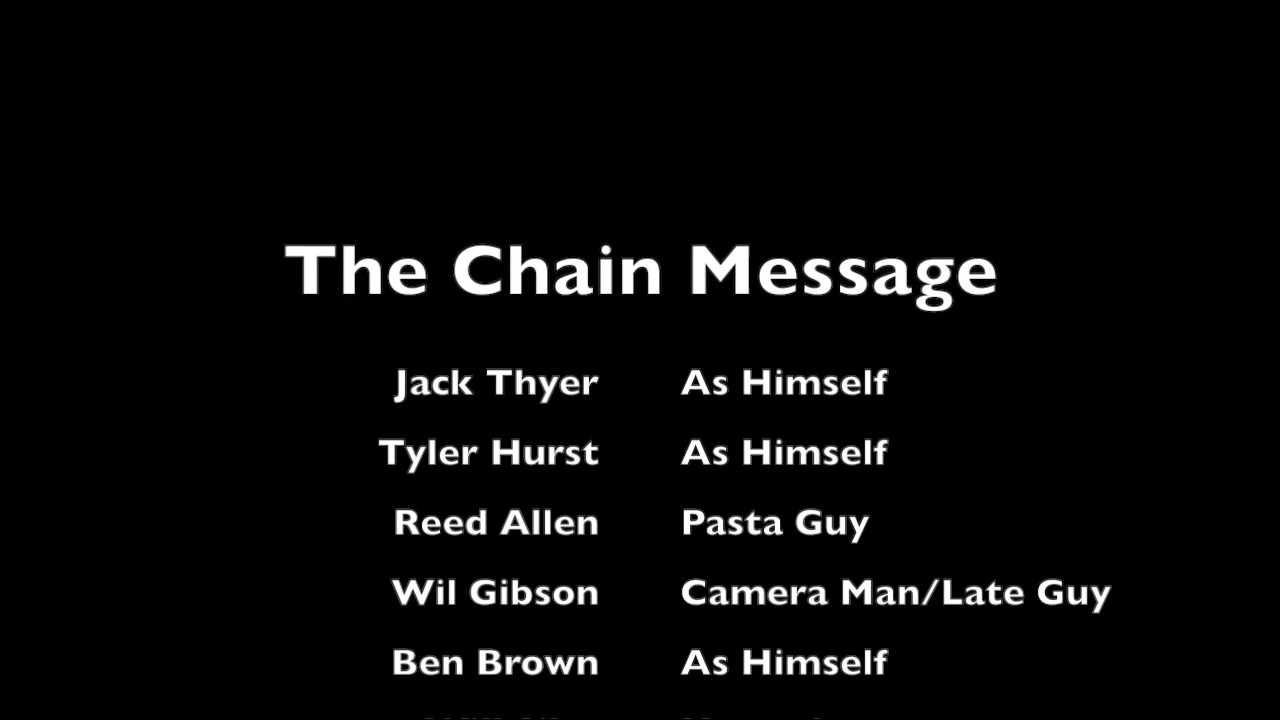 The Chain Message
Jack Thyer As Himself
Tyler Hurst As Himself
Reed Allen Pasta Guy
Wil Gibson Camera Man/Late Guy
Ben Brown As Himself